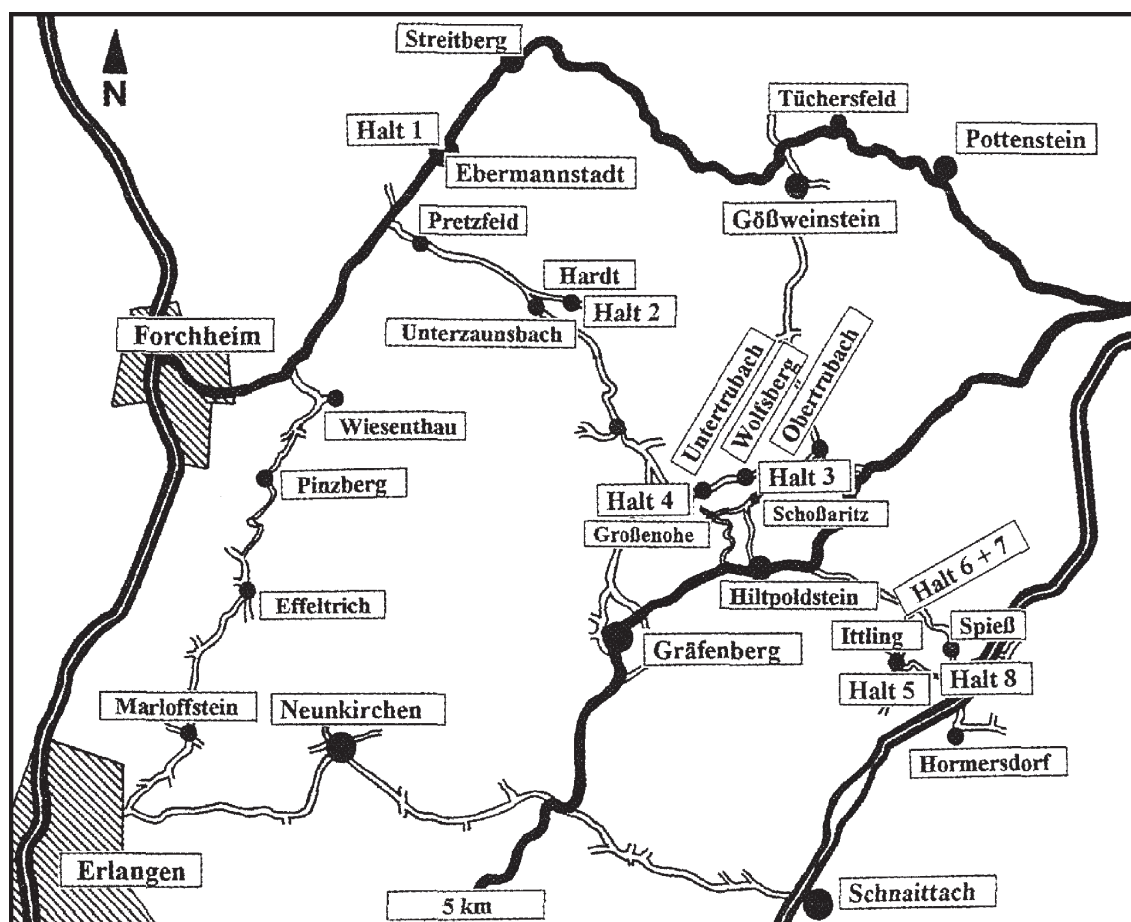 Streitberg
N
Tüchersfeld
Halt 1
Pottenstein
Ebermannstadt
Gößweinstein
Pretzfeld
Hardt
Halt 2
Unterzaunsbach
Forchheim
Untertrubach
Wolfsberg
Obertrubach
Wiesenthau
Pinzberg
Halt 3
Halt 4
Schoßaritz
Großenohe
Effeltrich
Hiltpoldstein
Halt 6 + 7
Gräfenberg
Ittling
Spieß
Halt 5
Halt 8
Marloffstein
Neunkirchen
Hormersdorf
Erlangen
Schnaittach
5 km